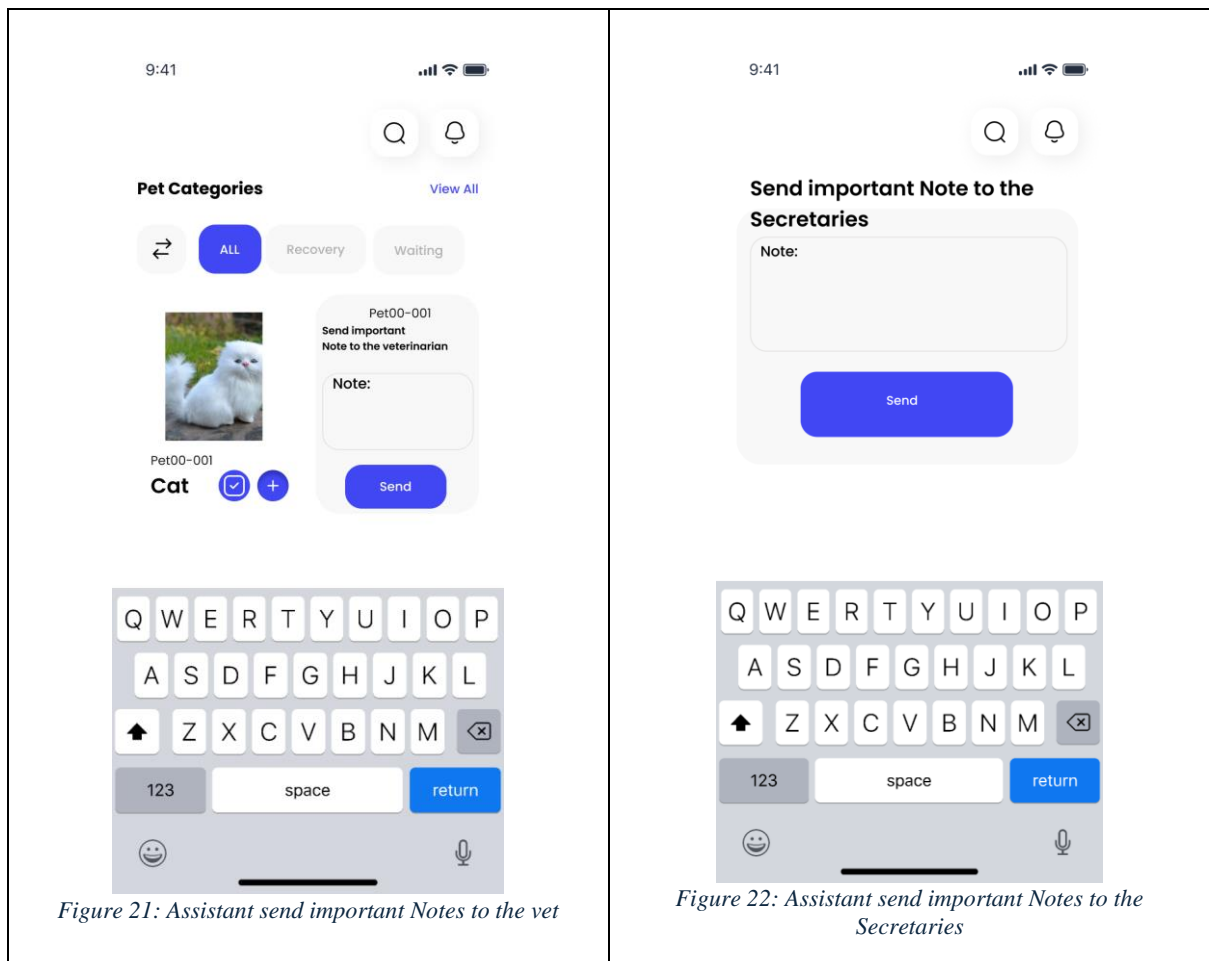 9:41
Pet Categories
View All
ALL
Recovery
Waiting
Pet00-001
Send important
Note to the veterinarian
Note:
Send
Pet00-001
Cat
Q W E R T Y U I O P
A S D F G H J K L
Z X C V B N M
123 space return
Figure 21: Assistant send important Notes to the vet
9:41
Send important Note to the
Secretaries
Note:
Send
Q W E R T Y U I O P
A S D F G H J K L
Z X C V B N M
123 space return
Figure 22: Assistant send important Notes to the
Secretaries